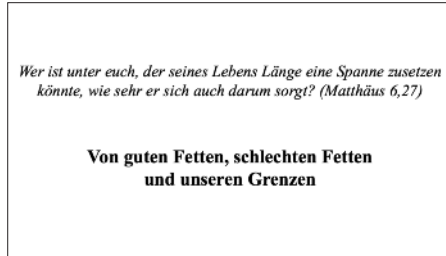 Wer ist unter euch, der seines Lebens Länge eine Spanne zusetzen
könnte, wie sehr er sich auch darum sorgt? (Matthäus 6,27)
Von guten Fetten, schlechten Fetten
und unseren Grenzen